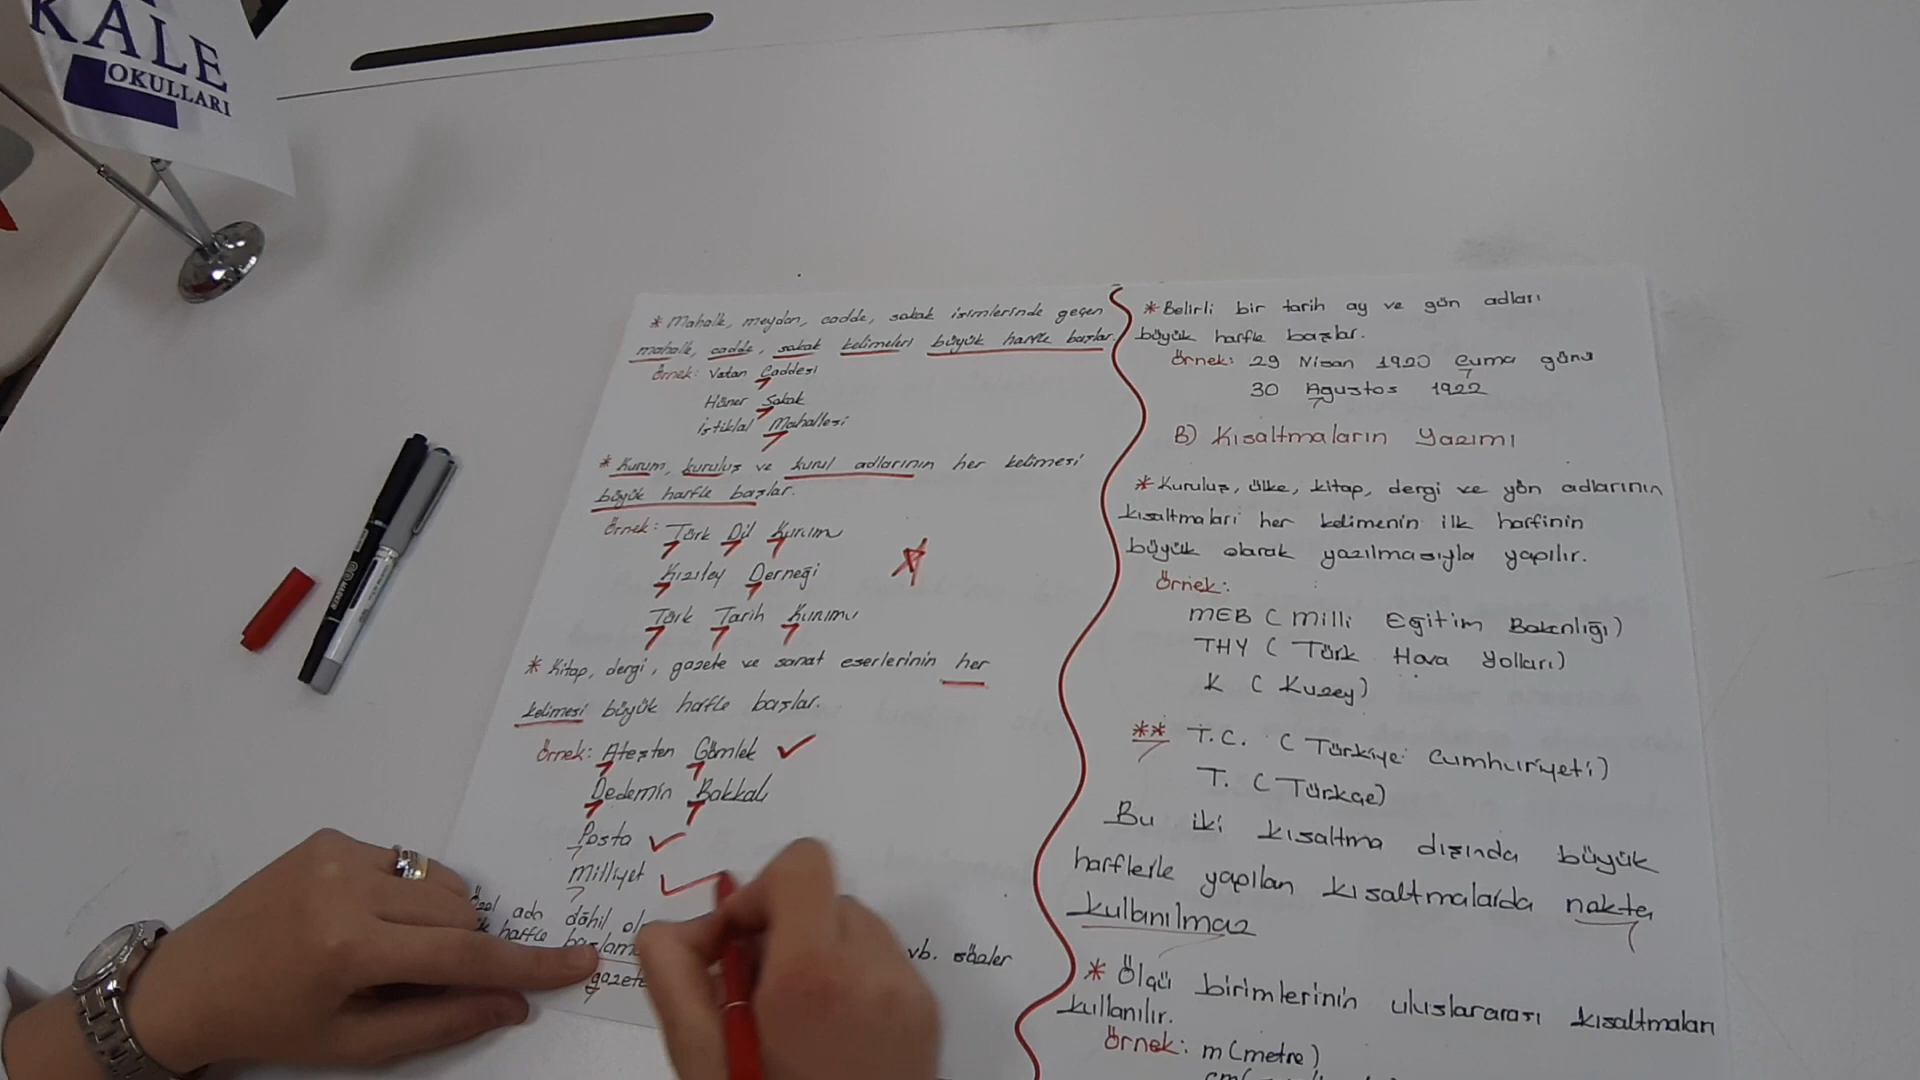 KALE
OKULLARI
* Mahalle, meydan, cadde, sokak isimlerinde geçen
mahalle, cadde, sokak kelimeleri büyük harfle başlar.
Örnek: Vatan Caddesi
Hüner Sokak
İstiklal Mahallesi
* Kurum, kuruluş ve kurul adlarının her kelimesi
büyük harfle başlar.
Örnek: Türk Dil Kurumu
Kızılay Derneği
Türk Tarih Kurumu
* Kitap, dergi, gazete ve sanat eserlerinin her
kelimesi büyük harfle başlar.
Örnek: Ateşten Gömlek
Dedemin Bakkalı
Posta
Milliyet
Özel ada dâhil
harfle vb. sözler
gazete
* Belirli bir tarih ay ve gün adları
büyük harfle başlar.
Örnek: 29 Nisan 1920 Cuma günü
30 Ağustos 1922
B) Kısaltmaların Yazımı
* Kuruluş, ülke, kitap, dergi ve yön adlarının
kısaltmaları her kelimenin ilk harfinin
büyük olarak yazılmasıyla yapılır.
Örnek:
MEB ( Milli Eğitim Bakanlığı)
THY ( Türk Hava Yolları)
K ( Kuzey)
** T.C. ( Türkiye Cumhuriyeti)
T. ( Türkçe)
Bu iki kısaltma dışında büyük
harflerle yapılan kısaltmalarda nokta
kullanılmaz
* Ölçü birimlerinin uluslararası kısaltmaları
kullanılır.
Örnek: m (metre)
cm(